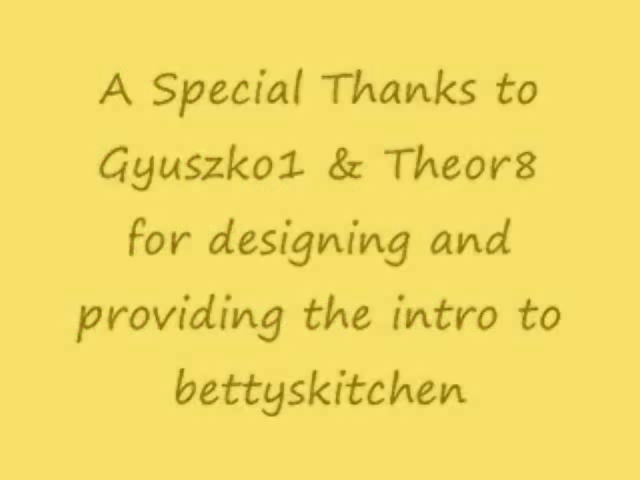 A Special Thanks to
Gyuszko1 & Theor8
for designing and
providing the intro to
bettyskitchen